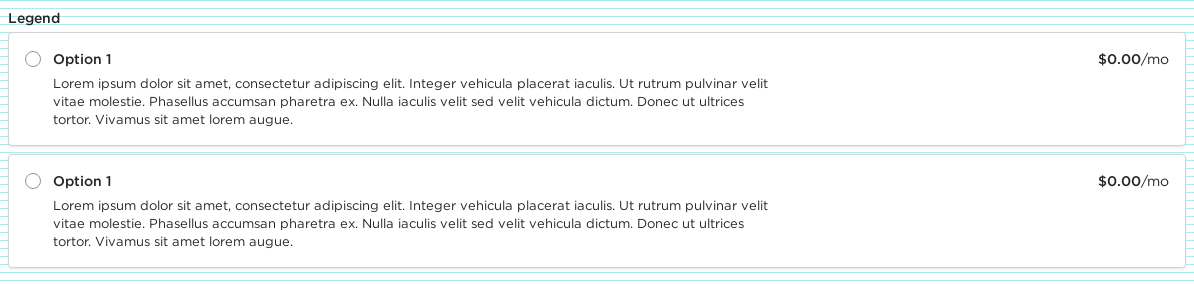 Legend
Option 1
$0.00/mo
Lorem ipsum dolor sit amet, consectetur adipiscing elit. Integer vehicula placerat iaculis. Ut rutrum pulvinar velit
vitae molestie. Phasellus accumsan pharetra ex. Nulla iaculis velit sed velit vehicula dictum. Donec ut ultrices
tortor. Vivamus sit amet lorem augue.
Option 1
$0.00/mo
Lorem ipsum dolor sit amet, consectetur adipiscing elit. Integer vehicula placerat iaculis. Ut rutrum pulvinar velit
vitae molestie. Phasellus accumsan pharetra ex. Nulla iaculis velit sed velit vehicula dictum. Donec ut ultrices
tortor. Vivamus sit amet lorem augue.